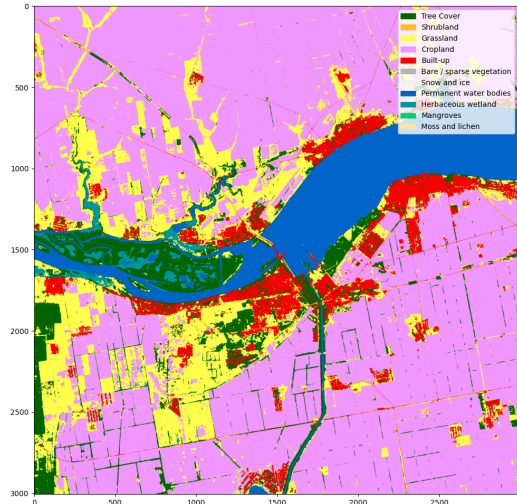 Tree Cover
Shrubland
Grassland
Cropland
Built-up
Bare / sparse vegetation
Snow and ice
Permanent water bodies
Herbaceous wetland
Mangroves
Moss and lichen
0
500
1000
1500
2000
2500
3000
0
500
1000
1500
2000
2500